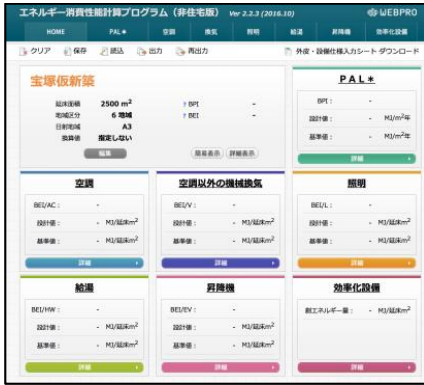 エネルギー消費性能計算プログラム（非住宅版） Ver 2.2.3 (2016.10) WEBPRO
HOME PAL* 空調 換気 照明 給湯 昇降機 効率化設備
クリア 保存 読込 出力 再出力 外皮・設備仕様入力シート ダウンロード
宝塚仮新築
延床面積 2500 m²
地域区分 6 地域
日射地域 A3
換算値 指定しない
編集
? BPI -
? BEI -
簡易表示 詳細表示
PAL*
BPI： -
設計値： - MJ/m²年
基準値： - MJ/m²年
詳細
空調
BEI/AC： -
設計値： - MJ/延床m²
基準値： - MJ/延床m²
詳細
空調以外の機械換気
BEI/V： -
設計値： - MJ/延床m²
基準値： - MJ/延床m²
詳細
照明
BEI/L： -
設計値： - MJ/延床m²
基準値： - MJ/延床m²
詳細
給湯
BEI/HW： -
設計値： - MJ/延床m²
基準値： - MJ/延床m²
詳細
昇降機
BEI/EV： -
設計値： - MJ/延床m²
基準値： - MJ/延床m²
詳細
効率化設備
創エネルギー量： - MJ/延床m²
詳細